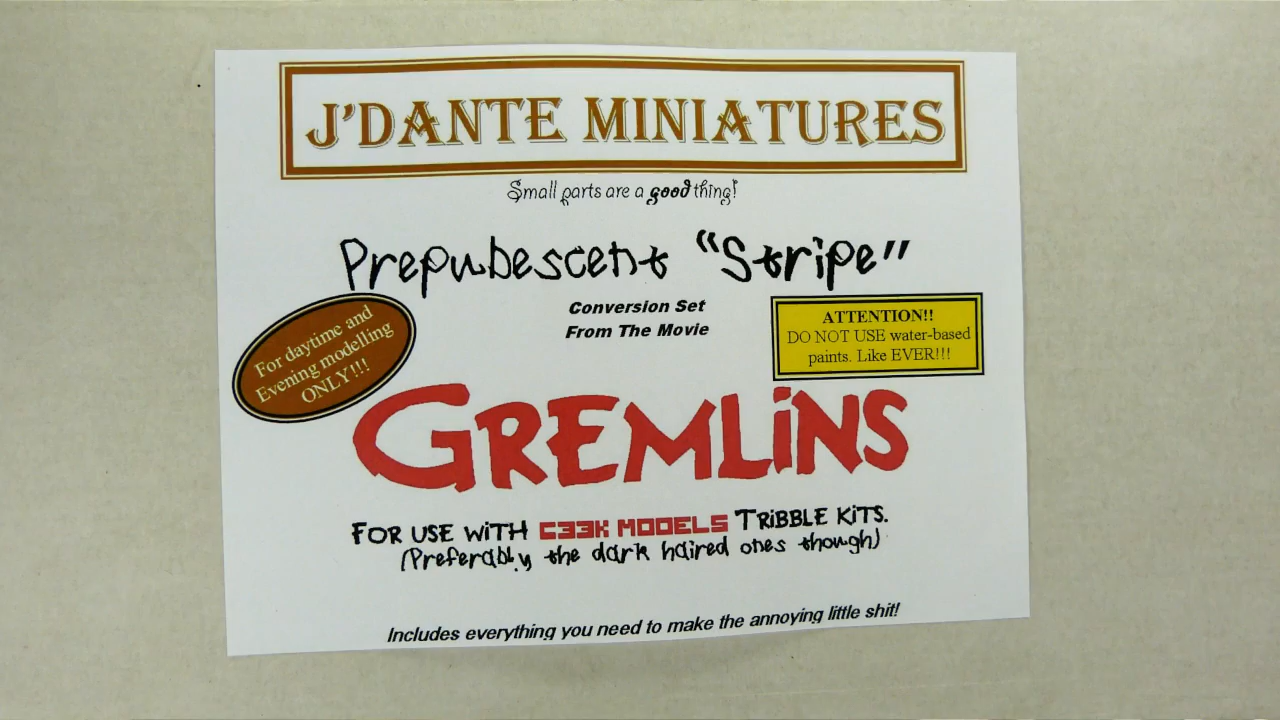 J'DANTE MINIATURES
Small parts are a good thing!
Prepubescent "Stripe"
Conversion Set
From The Movie
For daytime and
Evening modelling
ONLY!!!
ATTENTION!!
DO NOT USE water-based
paints. Like EVER!!!
GREMLiNS
FOR USE WiTH C33K MODELS TRiBBLE KiTS.
(Preferably the dark haired ones though)
Includes everything you need to make the annoying little shit!